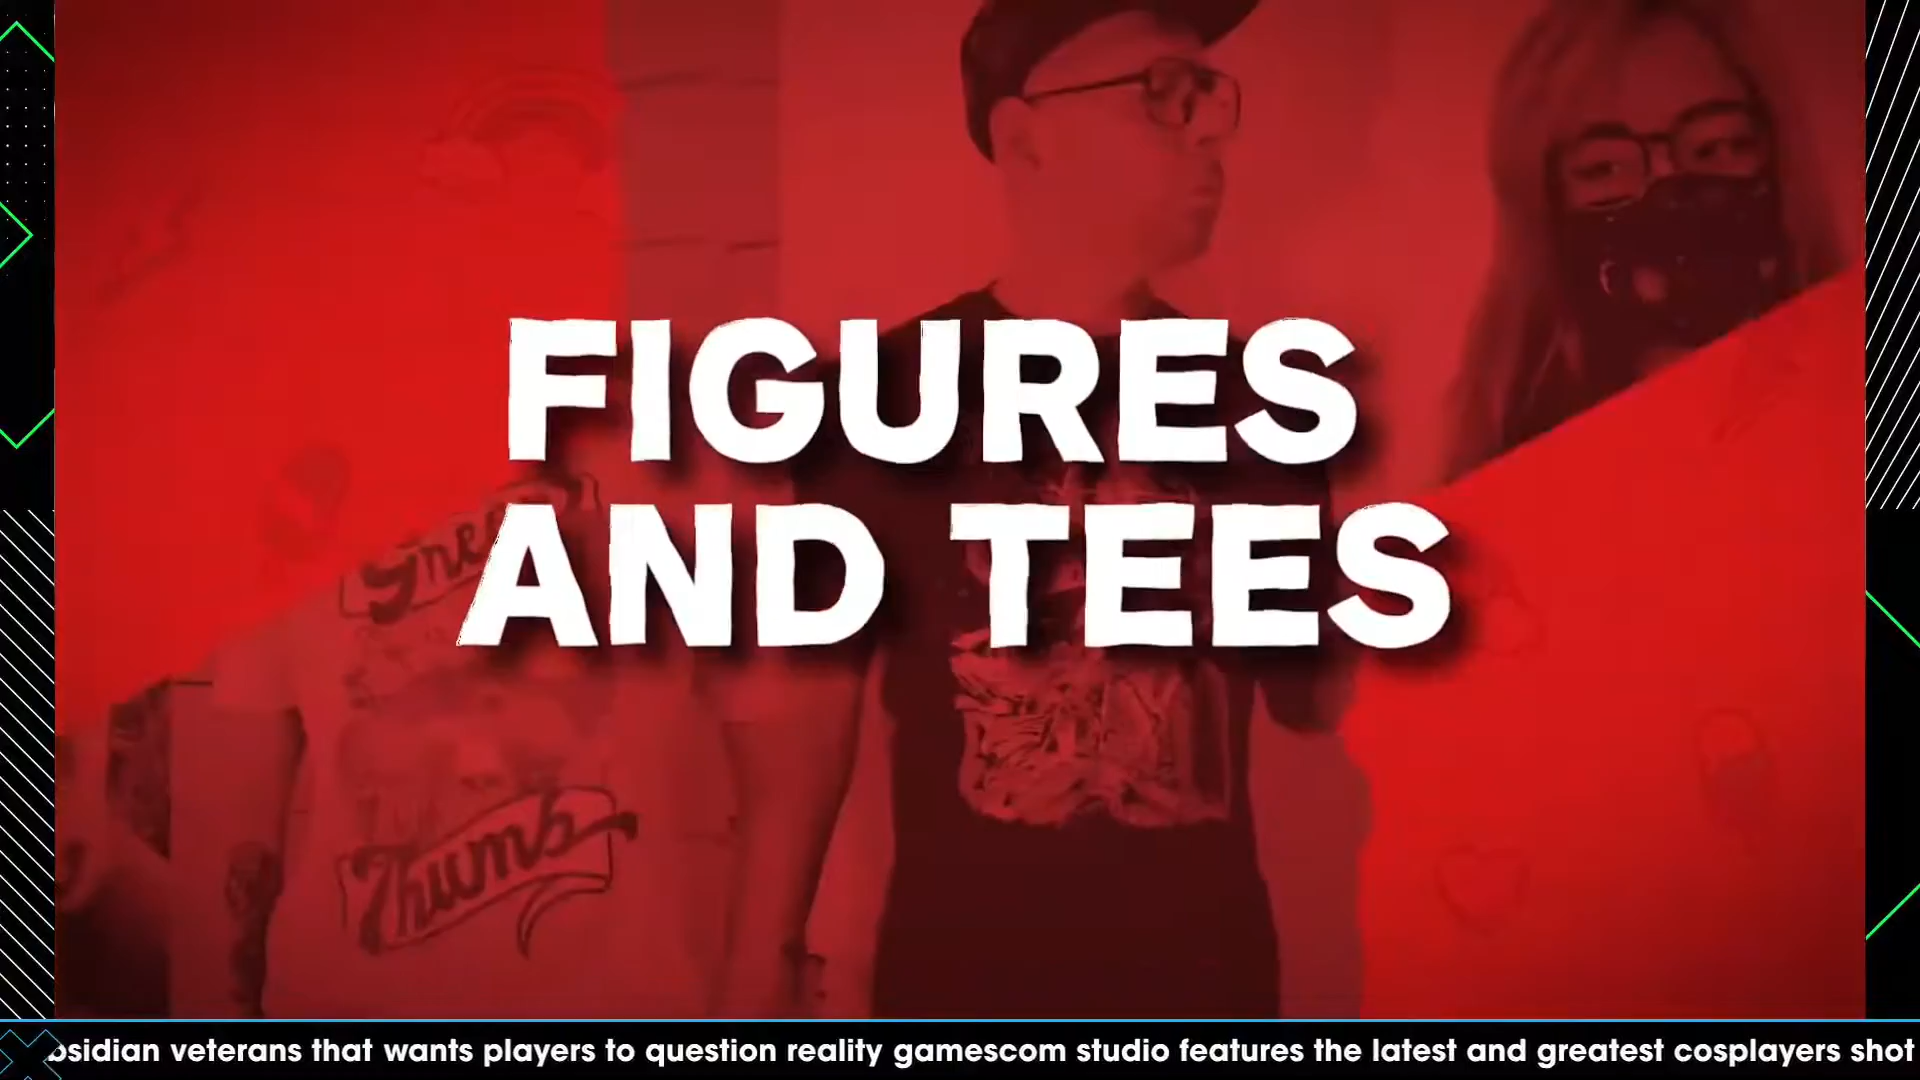 FIGURES
AND TEES
Thumb
bsidian veterans that wants players to question reality gamescom studio features the latest and greatest cosplayers shot